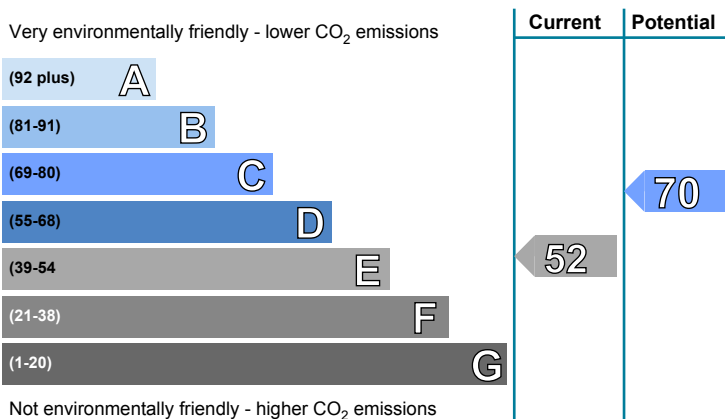 Very environmentally friendly - lower CO2 emissions
Current
Potential
(92 plus) A
(81-91) B
(69-80) C
70
(55-68) D
(39-54 E
52
(21-38) F
(1-20) G
Not environmentally friendly - higher CO2 emissions